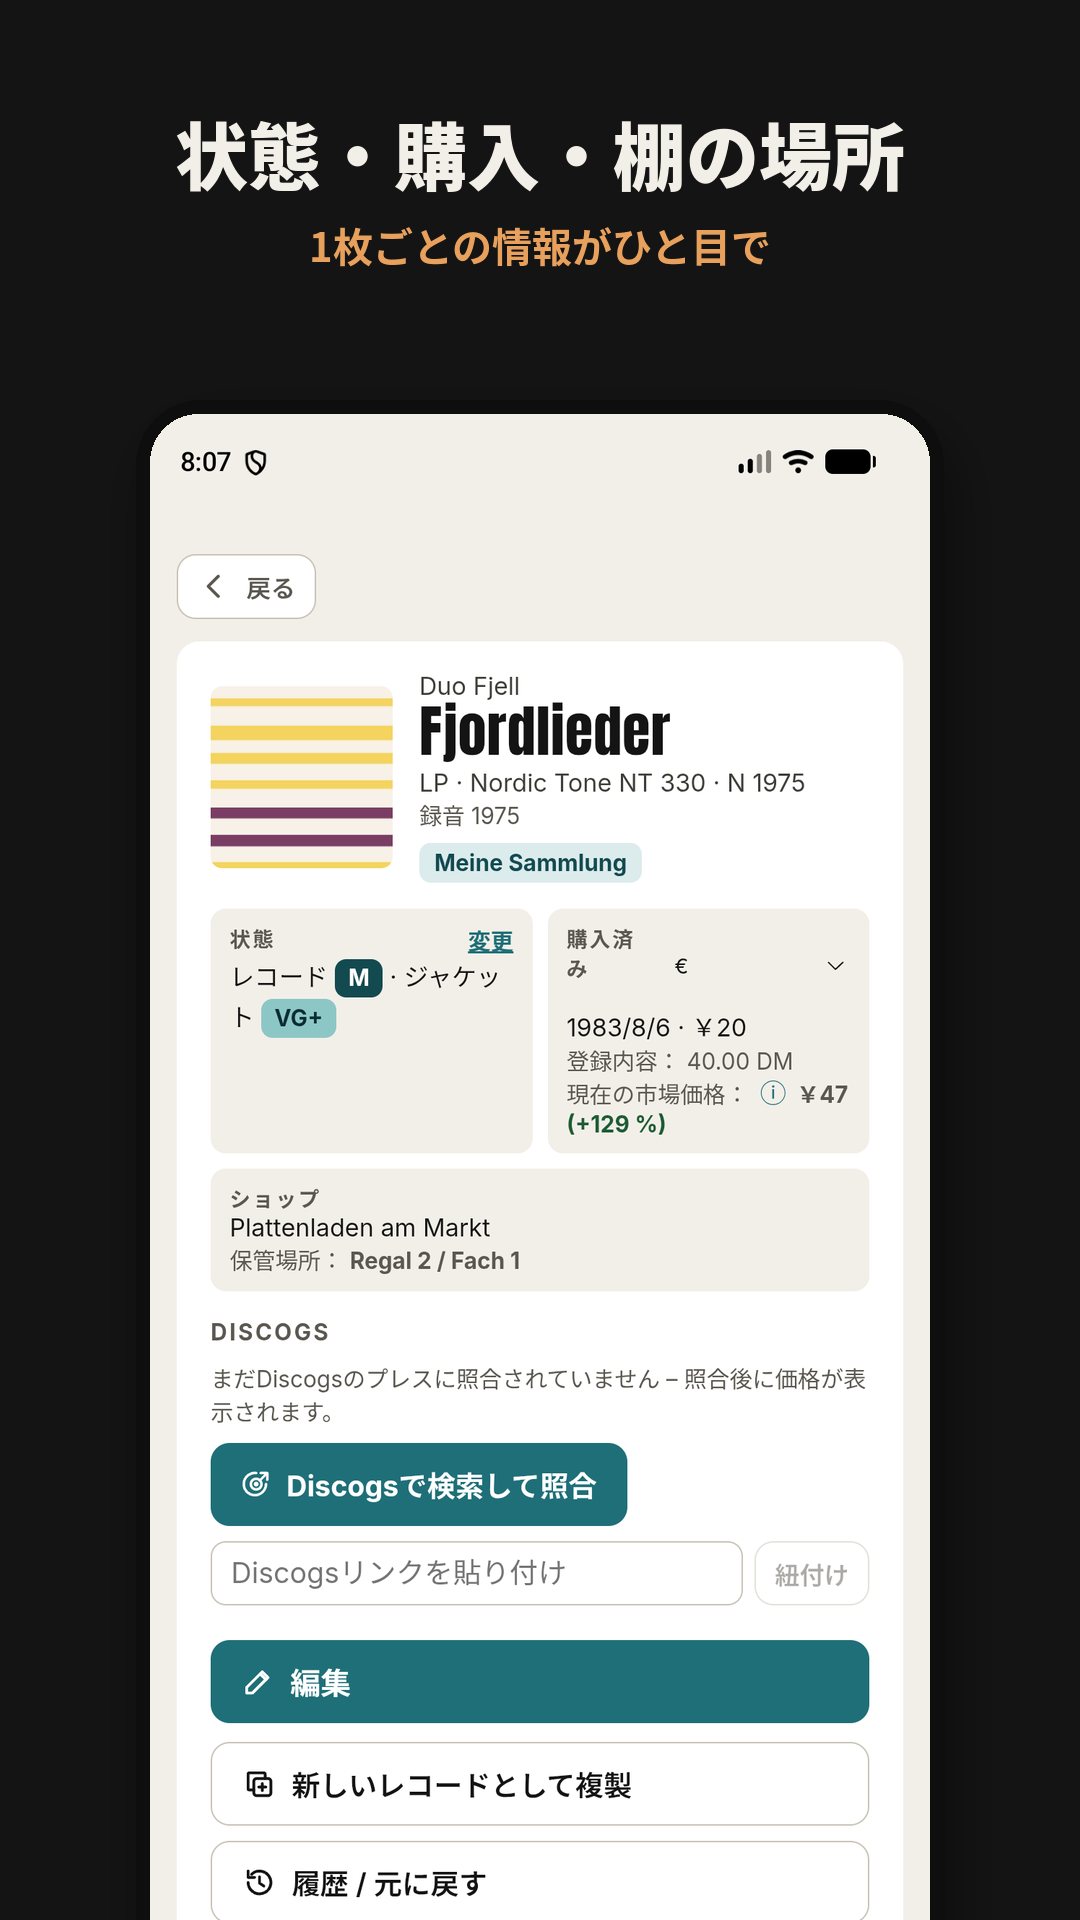 状態・購入・棚の場所
1枚ごとの情報がひと目で
8:07
戻る
Duo Fjell
Fjordlieder
LP · Nordic Tone NT 330 · N 1975
録音 1975
Meine Sammlung
状態 変更
レコード M · ジャケッ
ト VG+
購入済
み €
1983/8/6 · ￥20
登録内容： 40.00 DM
現在の市場価格： ⓘ ￥47
(+129 %)
ショップ
Plattenladen am Markt
保管場所： Regal 2 / Fach 1
DISCOGS
まだDiscogsのプレスに照合されていません – 照合後に価格が表
示されます。
Discogsで検索して照合
Discogsリンクを貼り付け 紐付け
編集
新しいレコードとして複製
履歴 / 元に戻す